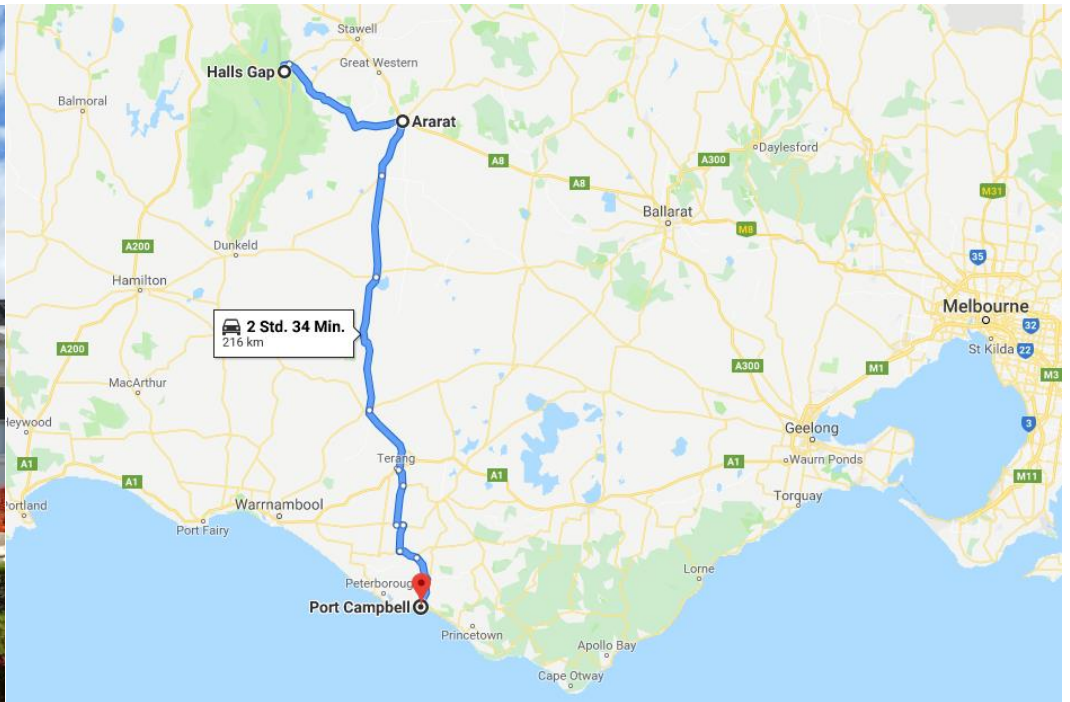 Stawell
Halls Gap
Great Western
Balmoral
Ararat
Daylesford
A300
A8
A8
M31
Ballarat
M8
A200
Dunkeld
35
Hamilton
Melbourne
2 Std. 34 Min.
216 km
32
St Kilda
22
A200
A300
M1
M3
MacArthur
Heywood
3
Geelong
Terang
Waurn Ponds
A1
A1
A1
M11
A1
Torquay
Portland
Warrnambool
Port Fairy
Lorne
Peterboroug
Port Campbell
Princetown
Apollo Bay
Cape Otway